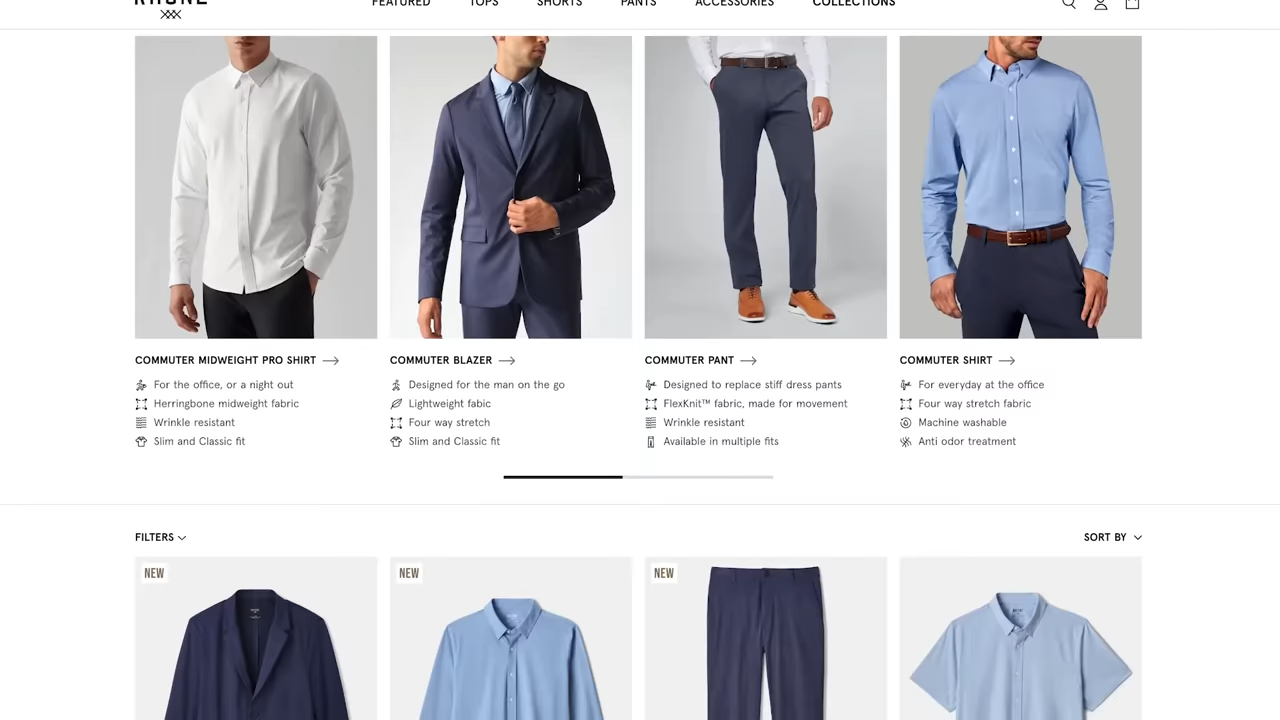 RHONE
FEATURED TOPS SHORTS PANTS ACCESSORIES COLLECTIONS
COMMUTER MIDWEIGHT PRO SHIRT
For the office, or a night out
Herringbone midweight fabric
Wrinkle resistant
Slim and Classic fit
COMMUTER BLAZER
Designed for the man on the go
Lightweight fabic
Four way stretch
Slim and Classic fit
COMMUTER PANT
Designed to replace stiff dress pants
FlexKnit™ fabric, made for movement
Wrinkle resistant
Available in multiple fits
COMMUTER SHIRT
For everyday at the office
Four way stretch fabric
Machine washable
Anti odor treatment
FILTERS
SORT BY
NEW
NEW
NEW